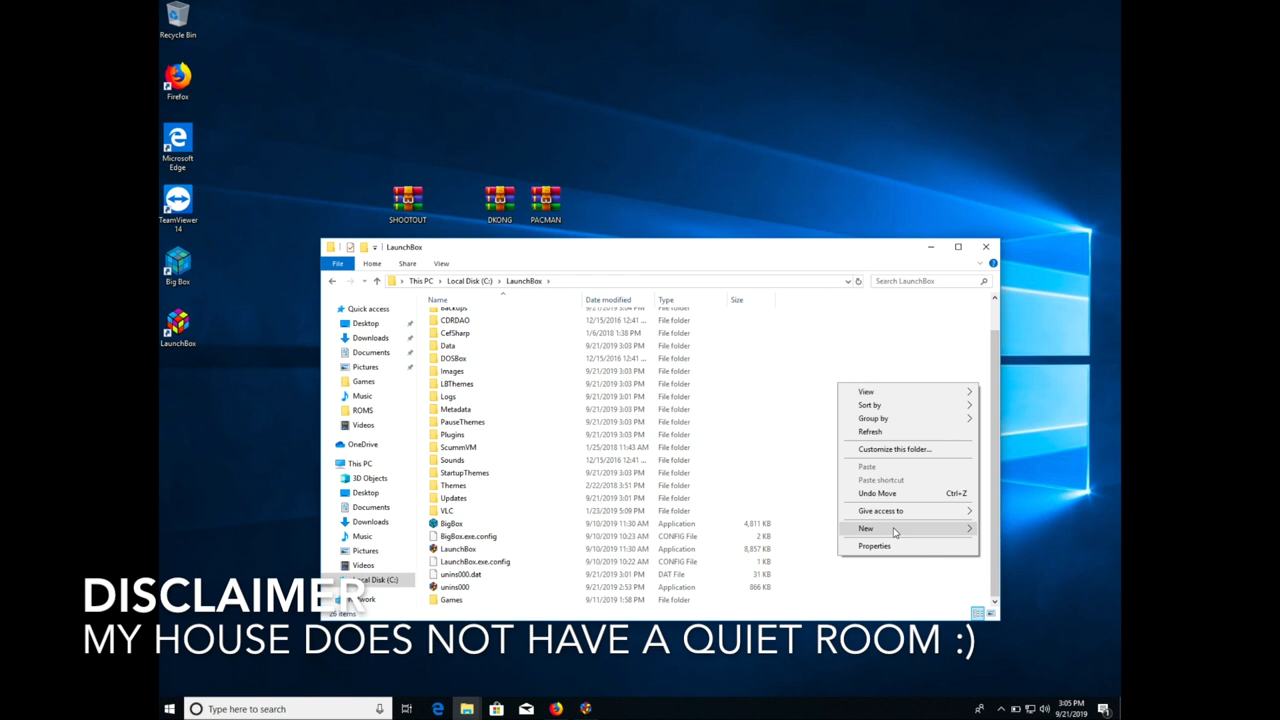 Recycle Bin
Firefox
Microsoft
Edge
TeamViewer
14
Big Box
LaunchBox
SHOOTOUT
DKONG
PACMAN
LaunchBox
File
Home
Share
View
This PC
Local Disk (C:)
LaunchBox
Search LaunchBox
Name
Date modified
Type
Size
Quick access
Desktop
Downloads
Documents
Pictures
Games
Music
ROMS
Videos
OneDrive
This PC
3D Objects
Desktop
Documents
Downloads
Music
Pictures
Videos
Local Disk (C:)
26 items
Backups 9/21/2019 3:04 PM File folder
CDRDAO 12/15/2016 12:41 ... File folder
CefSharp 1/6/2018 1:38 PM File folder
Data 9/21/2019 3:03 PM File folder
DOSBox 12/15/2016 12:41 ... File folder
Images 9/21/2019 3:03 PM File folder
LBThemes 9/21/2019 3:03 PM File folder
Logs 9/21/2019 3:01 PM File folder
Metadata 9/21/2019 3:03 PM File folder
PauseThemes 9/21/2019 3:03 PM File folder
Plugins 9/21/2019 3:03 PM File folder
ScummVM 1/25/2018 11:43 AM File folder
Sounds 12/15/2016 12:41 ... File folder
StartupThemes 9/21/2019 3:03 PM File folder
Themes 2/22/2018 3:51 PM File folder
Updates 9/21/2019 3:03 PM File folder
VLC 1/23/2019 5:09 PM File folder
BigBox 9/10/2019 11:30 AM Application 4,811 KB
BigBox.exe.config 9/10/2019 10:23 AM CONFIG File 2 KB
LaunchBox 9/10/2019 11:30 AM Application 8,857 KB
LaunchBox.exe.config 9/10/2019 10:22 AM CONFIG File 1 KB
unins000.dat 9/21/2019 3:01 PM DAT File 31 KB
unins000 9/21/2019 2:53 PM Application 866 KB
Games 9/11/2019 1:58 PM File folder
View
Sort by
Group by
Refresh
Customize this folder...
Paste
Paste shortcut
Undo Move Ctrl+Z
Give access to
New
Properties
DISCLAIMER
MY HOUSE DOES NOT HAVE A QUIET ROOM :)
Type here to search
3:05 PM
9/21/2019